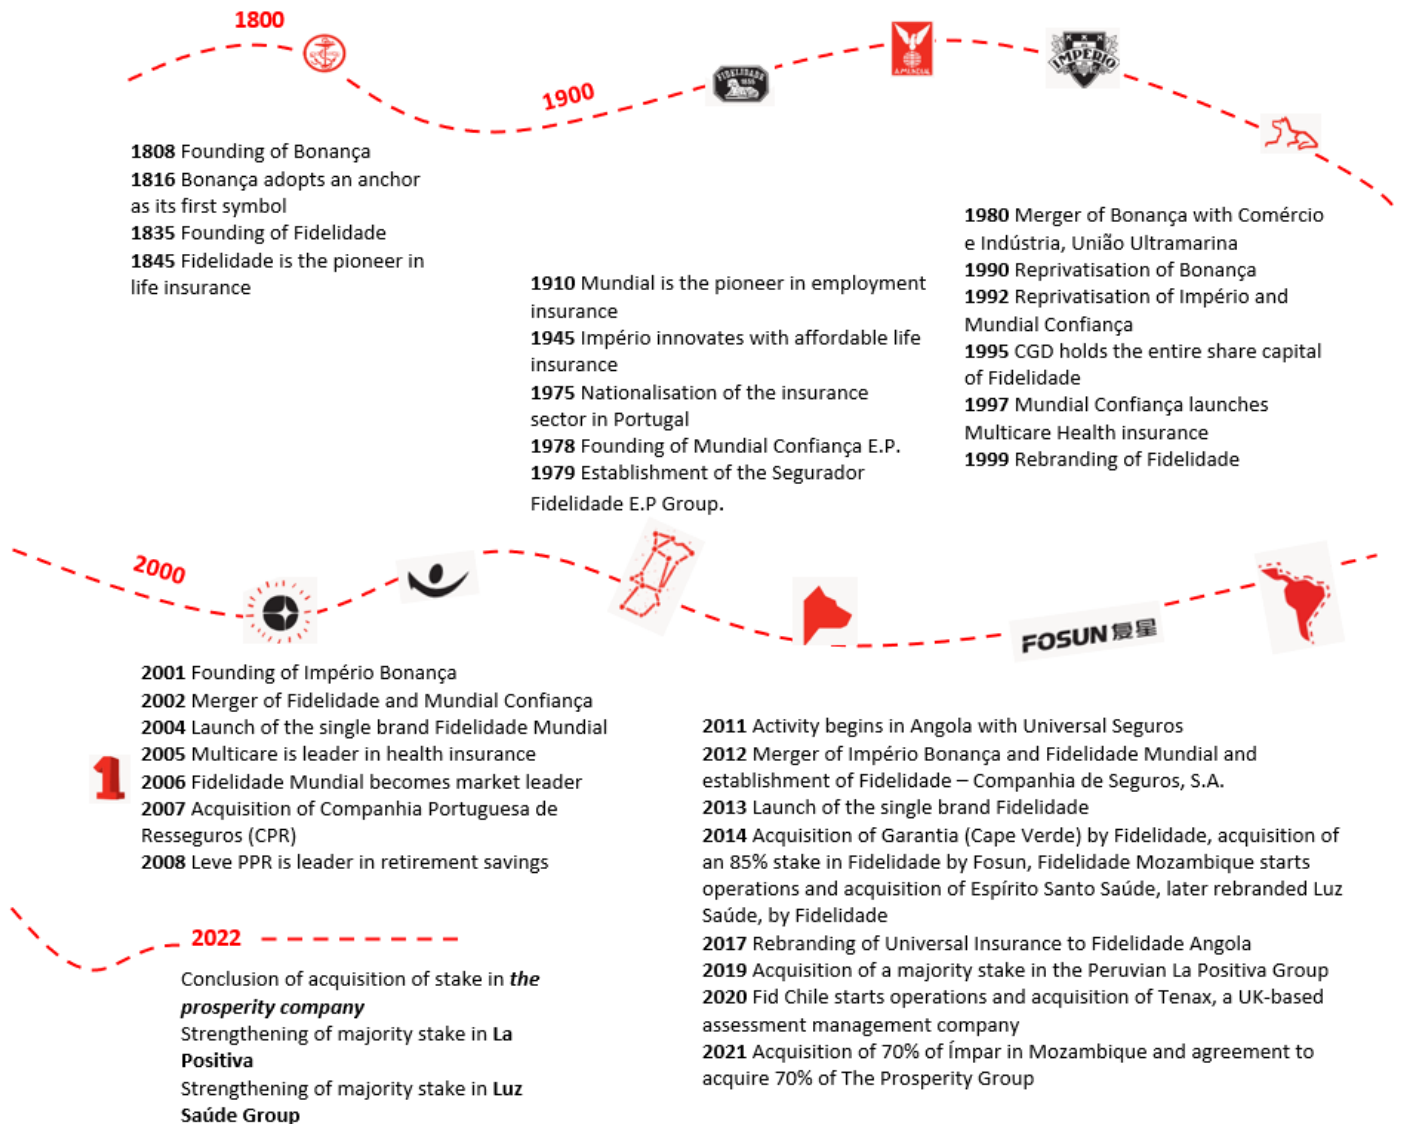 1800
1900
FIDELIDADE
1835
A MUNDIAL
IMPÉRIO
1808 Founding of Bonança
1816 Bonança adopts an anchor
as its first symbol
1835 Founding of Fidelidade
1845 Fidelidade is the pioneer in
life insurance
1910 Mundial is the pioneer in employment
insurance
1945 Império innovates with affordable life
insurance
1975 Nationalisation of the insurance
sector in Portugal
1978 Founding of Mundial Confiança E.P.
1979 Establishment of the Segurador
Fidelidade E.P Group.
1980 Merger of Bonança with Comércio
e Indústria, União Ultramarina
1990 Reprivatisation of Bonança
1992 Reprivatisation of Império and
Mundial Confiança
1995 CGD holds the entire share capital
of Fidelidade
1997 Mundial Confiança launches
Multicare Health insurance
1999 Rebranding of Fidelidade
2000
FOSUN 复星
2001 Founding of Império Bonança
2002 Merger of Fidelidade and Mundial Confiança
2004 Launch of the single brand Fidelidade Mundial
2005 Multicare is leader in health insurance
1
2006 Fidelidade Mundial becomes market leader
2007 Acquisition of Companhia Portuguesa de
Resseguros (CPR)
2008 Leve PPR is leader in retirement savings
2011 Activity begins in Angola with Universal Seguros
2012 Merger of Império Bonança and Fidelidade Mundial and
establishment of Fidelidade – Companhia de Seguros, S.A.
2013 Launch of the single brand Fidelidade
2014 Acquisition of Garantia (Cape Verde) by Fidelidade, acquisition of
an 85% stake in Fidelidade by Fosun, Fidelidade Mozambique starts
operations and acquisition of Espírito Santo Saúde, later rebranded Luz
Saúde, by Fidelidade
2017 Rebranding of Universal Insurance to Fidelidade Angola
2019 Acquisition of a majority stake in the Peruvian La Positiva Group
2020 Fid Chile starts operations and acquisition of Tenax, a UK-based
assessment management company
2021 Acquisition of 70% of Ímpar in Mozambique and agreement to
acquire 70% of The Prosperity Group
2022
Conclusion of acquisition of stake in the
prosperity company
Strengthening of majority stake in La
Positiva
Strengthening of majority stake in Luz
Saúde Group